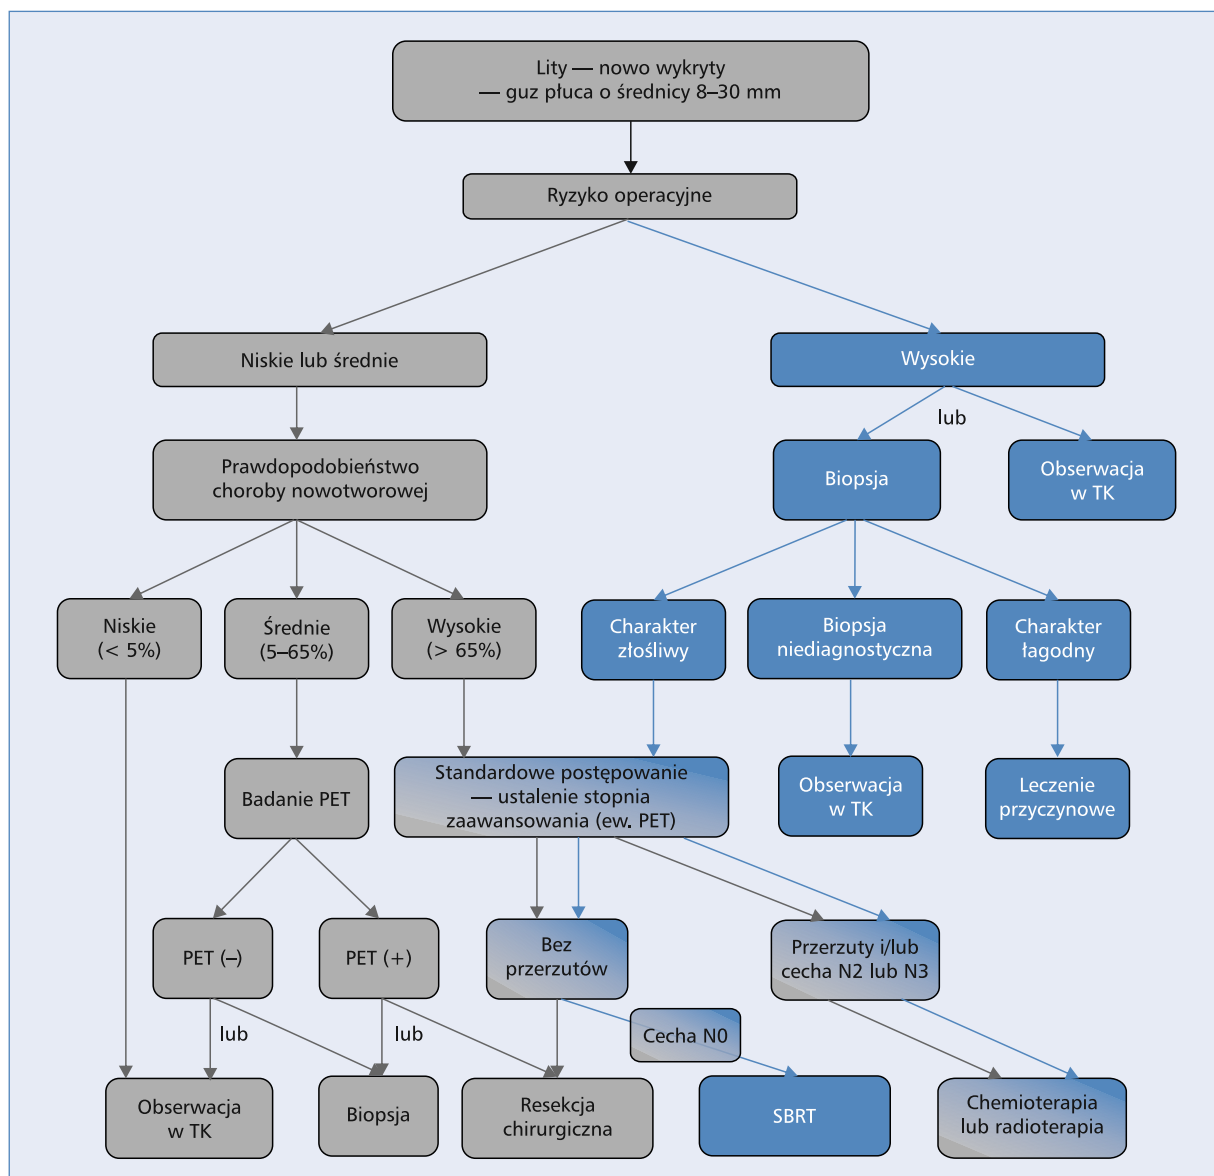 Lity — nowo wykryty
— guz płuca o średnicy 8–30 mm
Ryzyko operacyjne
Niskie lub średnie
Wysokie
lub
Prawdopodobieństwo
choroby nowotworowej
Biopsja
Obserwacja
w TK
Niskie
(< 5%)
Średnie
(5–65%)
Wysokie
(> 65%)
Charakter
złośliwy
Biopsja
niediagnostyczna
Charakter
łagodny
Badanie PET
Standardowe postępowanie
— ustalenie stopnia
zaawansowania (ew. PET)
Obserwacja
w TK
Leczenie
przyczynowe
PET (–)
PET (+)
Bez
przerzutów
Przerzuty i/lub
cecha N2 lub N3
lub
lub
Cecha N0
Obserwacja
w TK
Biopsja
Resekcja
chirurgiczna
SBRT
Chemioterapia
lub radioterapia